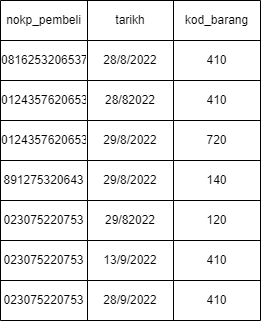 nokp_pembeli tarikh kod_barang
0816253206537 28/8/2022 410
0124357620653 28/82022 410
0124357620653 29/8/2022 720
891275320643 29/8/2022 140
023075220753 29/82022 120
023075220753 13/9/2022 410
023075220753 28/9/2022 410